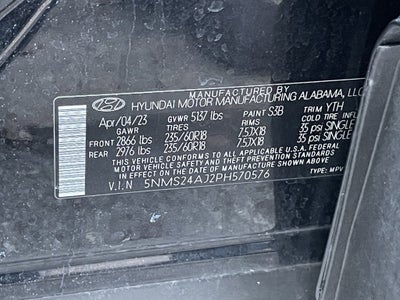 MANUFACTURED BY
HYUNDAI MOTOR MANUFACTURING ALABAMA, LLC
Apr/04/23 GVWR 5137 lbs PAINT S3B TRIM YTH
GAWR TIRES RIMS COLD TIRE INFL
FRONT 2866 lbs 235/60R18 7.5JX18 35 psi SINGLE
REAR 2976 lbs 235/60R18 7.5JX18 35 psi SINGLE
THIS VEHICLE CONFORMS TO ALL APPLICABLE U.S.A. FEDERAL
MOTOR VEHICLE SAFETY AND THEFT PREVENTION STANDARDS
IN EFFECT ON THE DATE OF MANUFACTURE SHOWN ABOVE.
V.I.N 5NMS24AJ2PH570576 TYPE: MPV